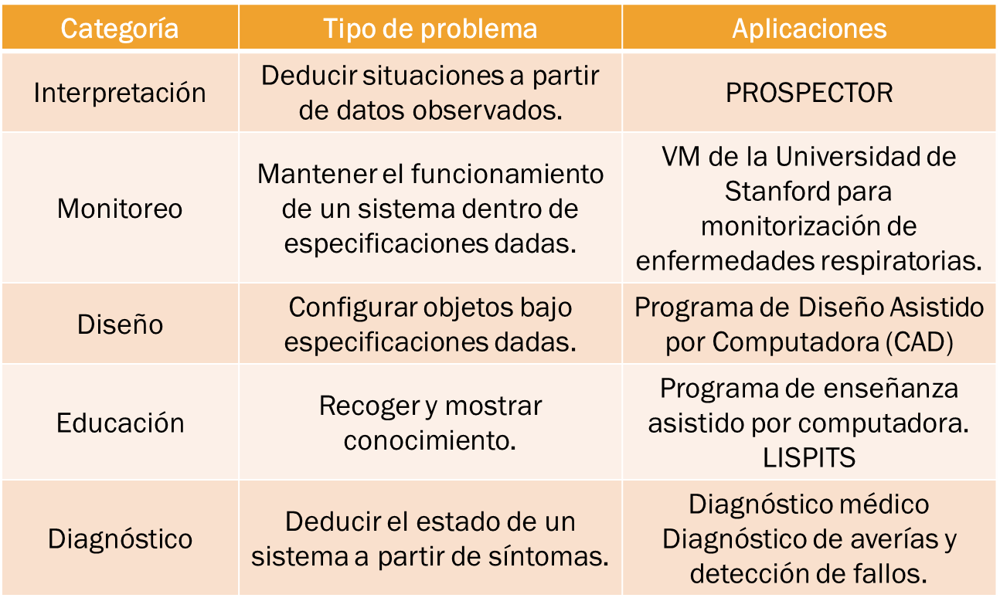 Categoría
Tipo de problema
Aplicaciones
Interpretación
Deducir situaciones a partir
de datos observados.
PROSPECTOR
Monitoreo
Mantener el funcionamiento
de un sistema dentro de
especificaciones dadas.
VM de la Universidad de
Stanford para
monitorización de
enfermedades respiratorias.
Diseño
Configurar objetos bajo
especificaciones dadas.
Programa de Diseño Asistido
por Computadora (CAD)
Educación
Recoger y mostrar
conocimiento.
Programa de enseñanza
asistido por computadora.
LISPITS
Diagnóstico
Deducir el estado de un
sistema a partir de síntomas.
Diagnóstico médico
Diagnóstico de averías y
detección de fallos.